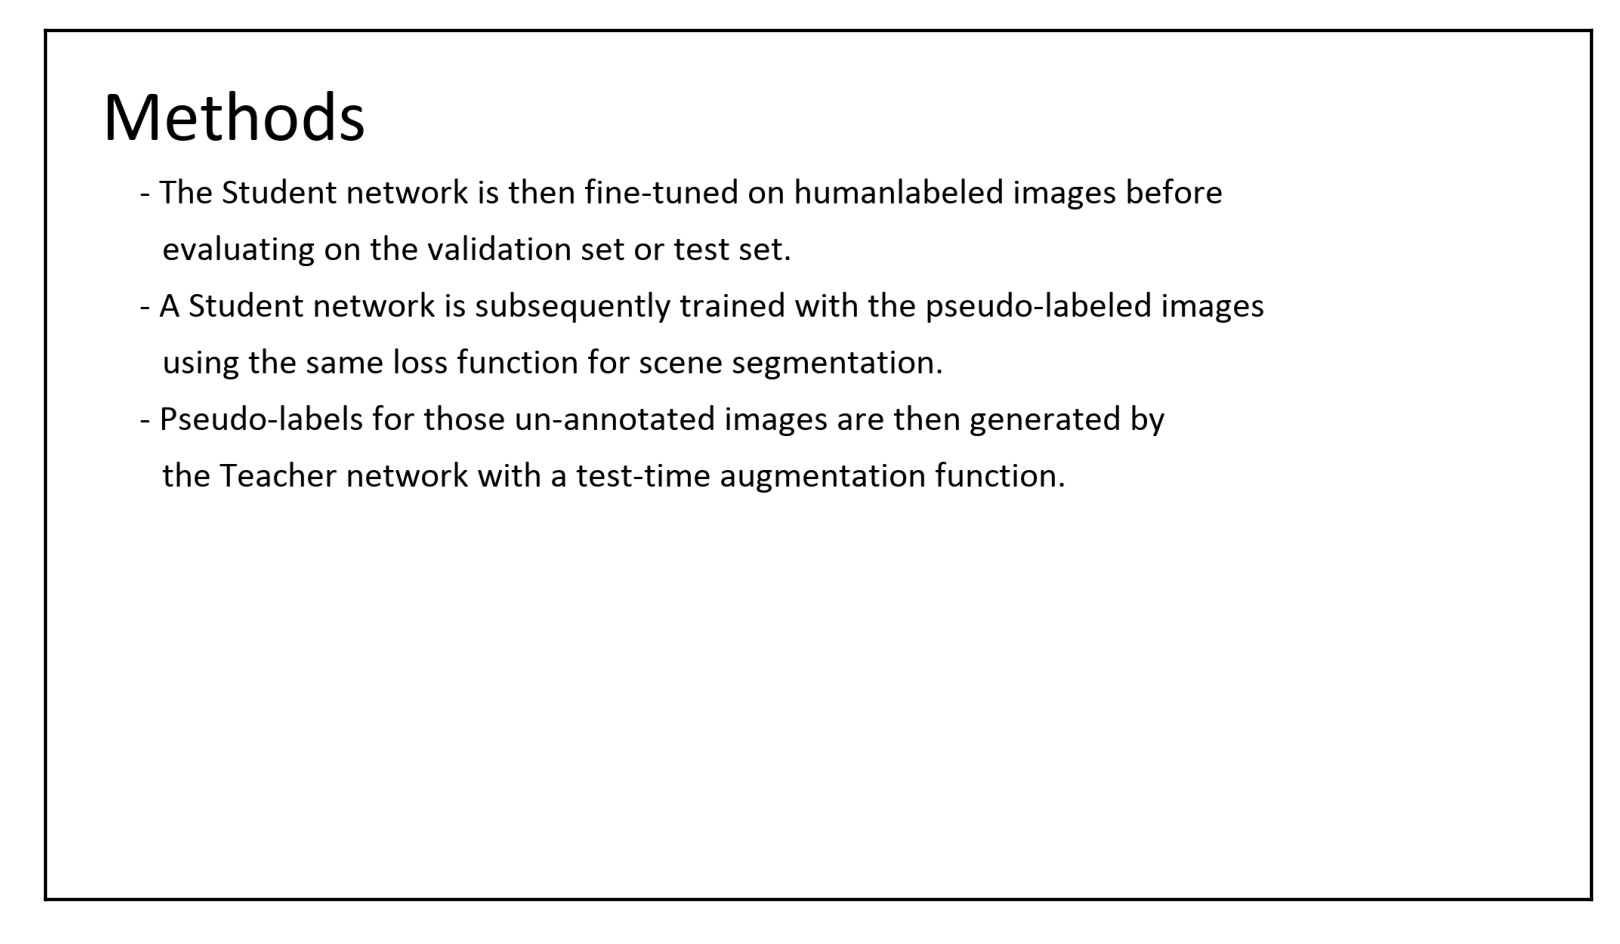 Methods
- The Student network is then fine-tuned on humanlabeled images before
evaluating on the validation set or test set.
- A Student network is subsequently trained with the pseudo-labeled images
using the same loss function for scene segmentation.
- Pseudo-labels for those un-annotated images are then generated by
the Teacher network with a test-time augmentation function.